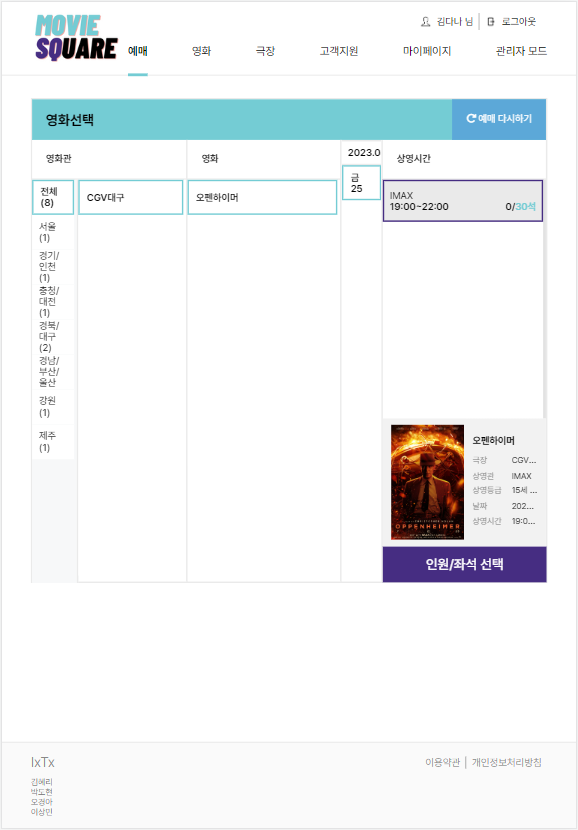 MOVIE
SQUARE
김다나 님
로그아웃
예매
영화
극장
고객지원
마이페이지
관리자 모드
영화선택
예매 다시하기
영화관
영화
2023.0
상영시간
전체
(8)
CGV대구
오펜하이머
금
25
IMAX
19:00~22:00
0/30석
서울
(1)
경기/
인천
(1)
충청/
대전
(1)
경북/
대구
(2)
경남/
부산/
울산
강원
(1)
제주
(1)
OPPENHEIMER
오펜하이머
극장
CGV...
상영관
IMAX
상영등급
15세 ...
날짜
202...
상영시간
19:0...
인원/좌석 선택
IxTx
이용약관
개인정보처리방침
김혜리
박도현
오경아
이상민